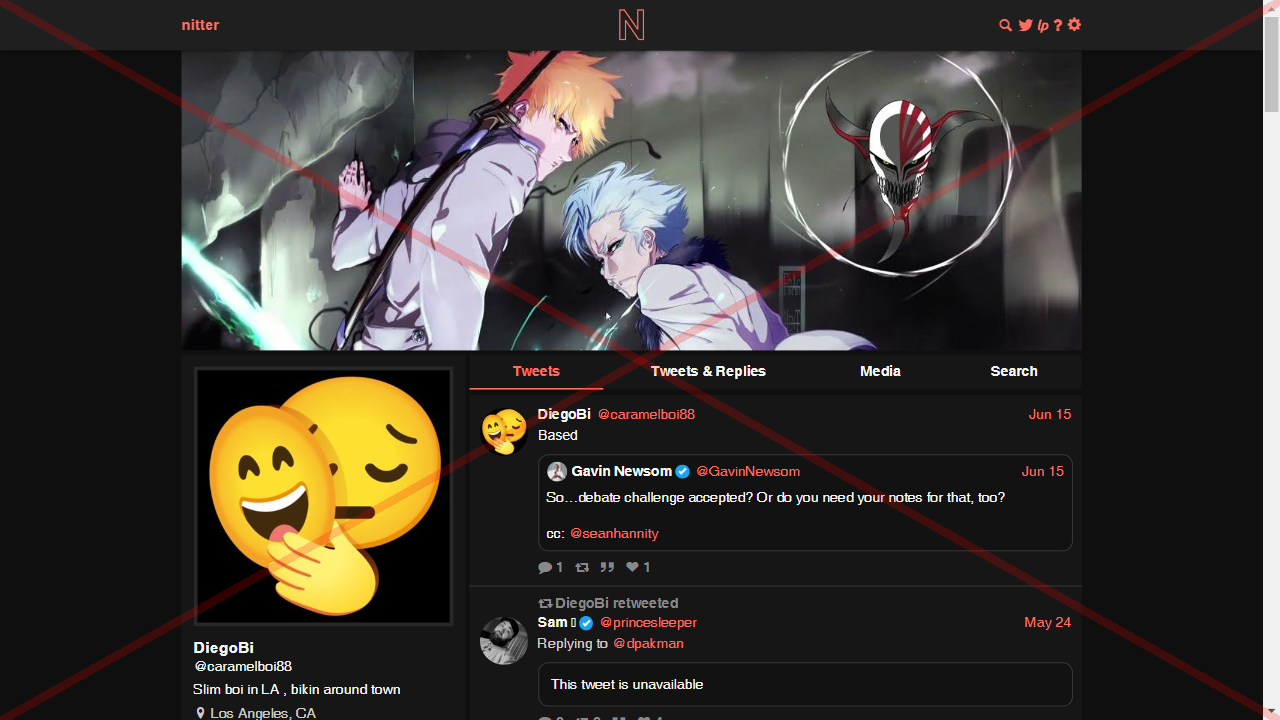 nitter
N
lp ?
Tweets
Tweets & Replies
Media
Search
DiegoBi @caramelboi88 Jun 15
Based
Gavin Newsom @GavinNewsom Jun 15
So...debate challenge accepted? Or do you need your notes for that, too?
cc: @seanhannity
1 1
DiegoBi retweeted
Sam @princesleeper May 24
Replying to @dpakman
This tweet is unavailable
DiegoBi
@caramelboi88
Slim boi in LA , bikin around town
Los Angeles, CA